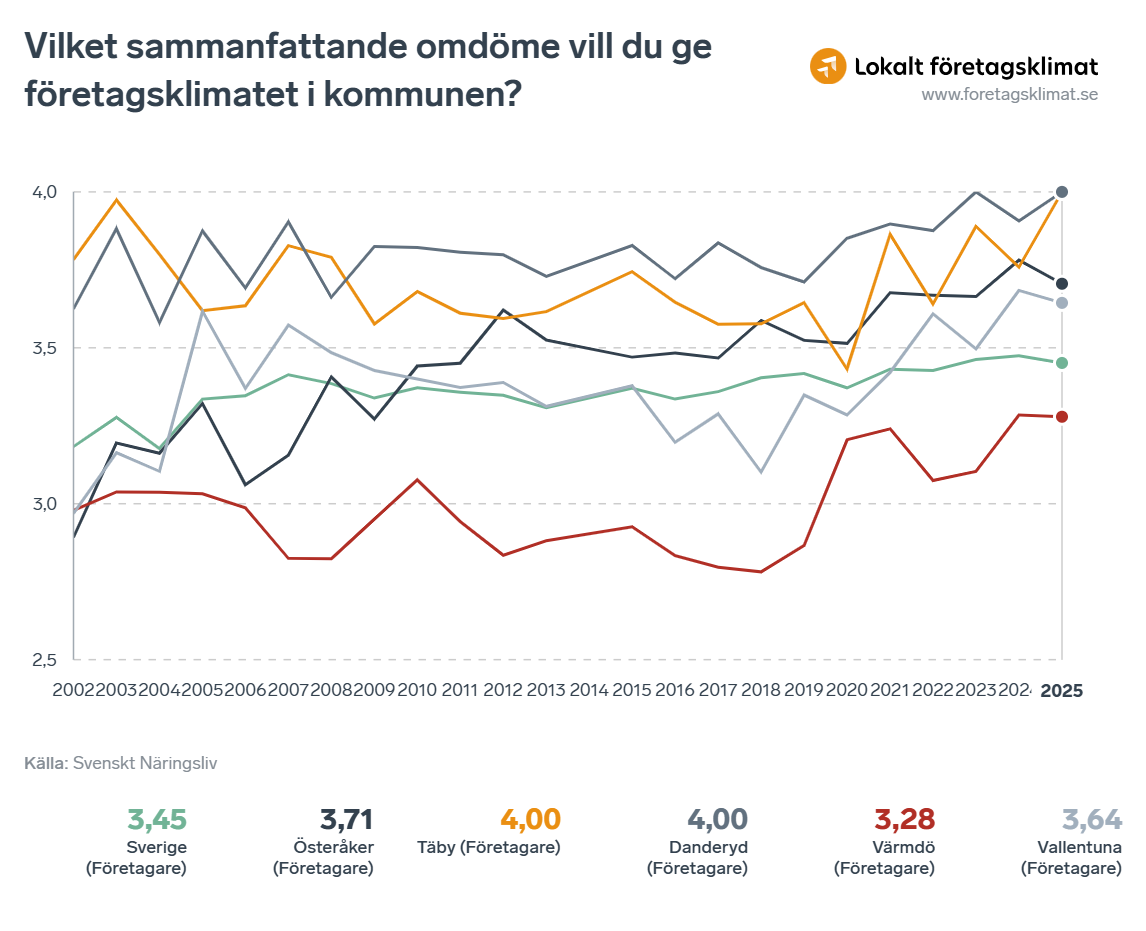 Vilket sammanfattande omdöme vill du ge
företagsklimatet i kommunen?
Lokalt företagsklimat
www.foretagsklimat.se
4,0
3,5
3,0
2,5
2002 2003 2004 2005 2006 2007 2008 2009 2010 2011 2012 2013 2014 2015 2016 2017 2018 2019 2020 2021 2022 2023 2024 2025
Källa: Svenskt Näringsliv
3,45 3,71 4,00 4,00 3,28 3,64
Sverige Österåker Täby (Företagare) Danderyd Värmdö Vallentuna
(Företagare) (Företagare) (Företagare) (Företagare) (Företagare)